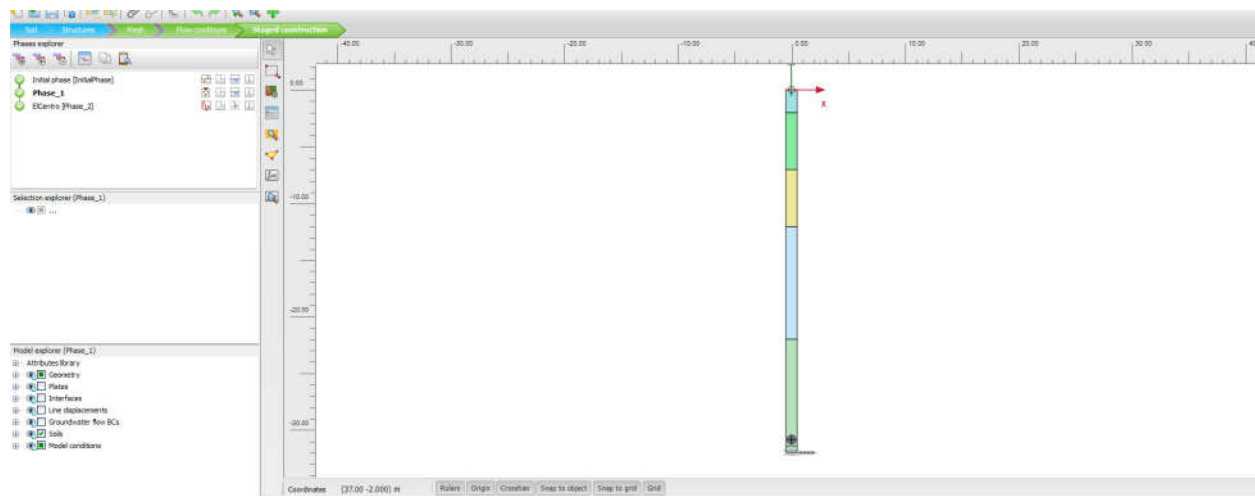 Soil Structures Mesh Flow conditions Staged construction
Phases explorer
Initial phase [InitialPhase]
Phase_1
ElCentro [Phase_2]
Selection explorer (Phase_1)
...
Model explorer (Phase_1)
Attributes library
Geometry
Plates
Interfaces
Line displacements
Groundwater flow BCs
Soils
Model conditions
-40.00 -30.00 -20.00 -10.00 0.00 10.00 20.00 30.00
0.00
x
-10.00
-20.00
-30.00
Coordinates (37.00 -2.000) m Rulers Origin Crosshair Snap to object Snap to grid Grid